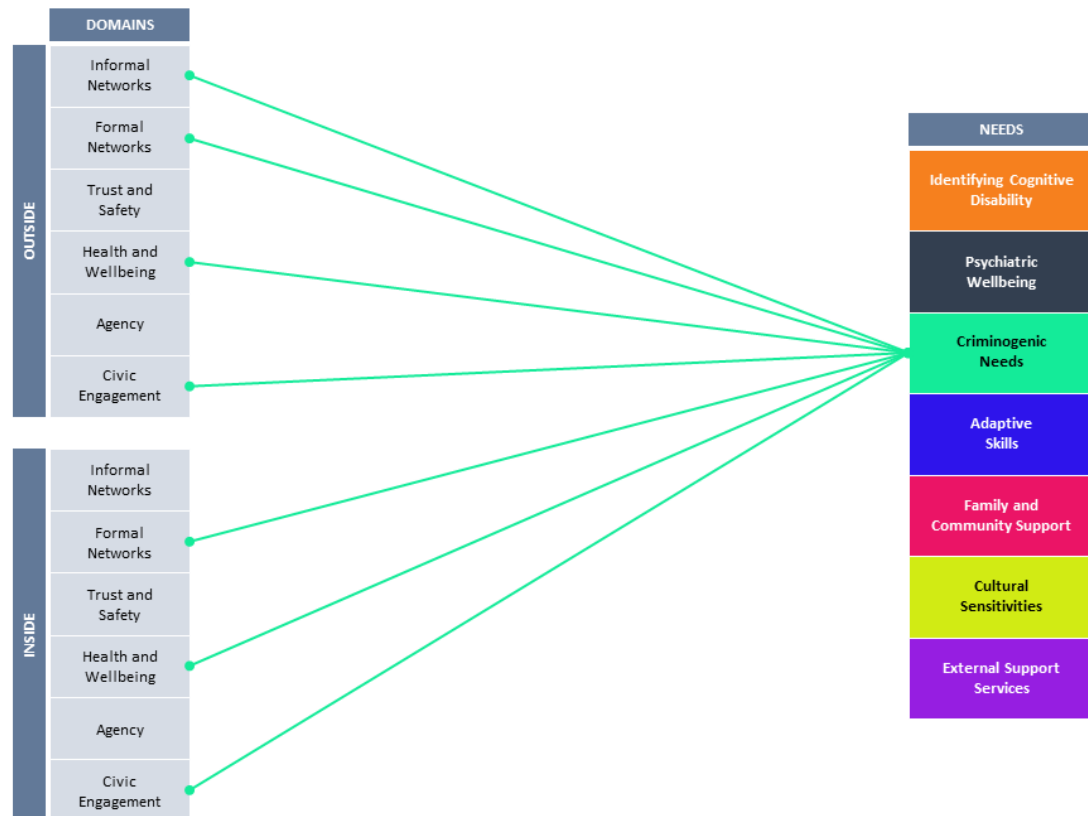 DOMAINS
OUTSIDE
Informal
Networks
Formal
Networks
Trust and
Safety
Health and
Wellbeing
Agency
Civic
Engagement
INSIDE
Informal
Networks
Formal
Networks
Trust and
Safety
Health and
Wellbeing
Agency
Civic
Engagement
NEEDS
Identifying Cognitive
Disability
Psychiatric
Wellbeing
Criminogenic
Needs
Adaptive
Skills
Family and
Community Support
Cultural
Sensitivities
External Support
Services